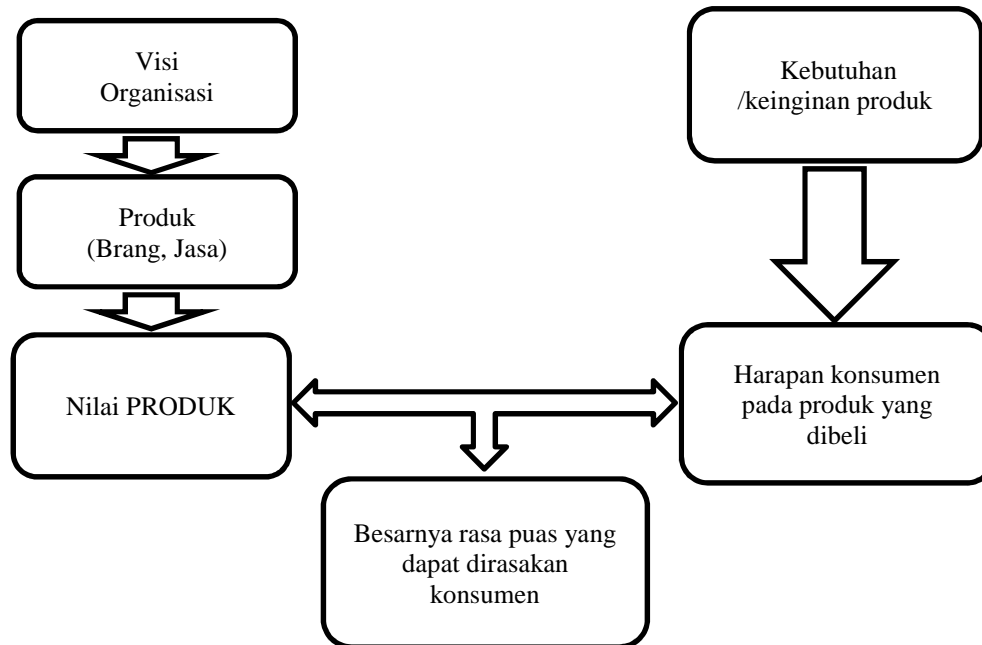 Visi
Organisasi
Kebutuhan
/keinginan produk
Produk
(Brang, Jasa)
Nilai PRODUK
Harapan konsumen
pada produk yang
dibeli
Besarnya rasa puas yang
dapat dirasakan
konsumen